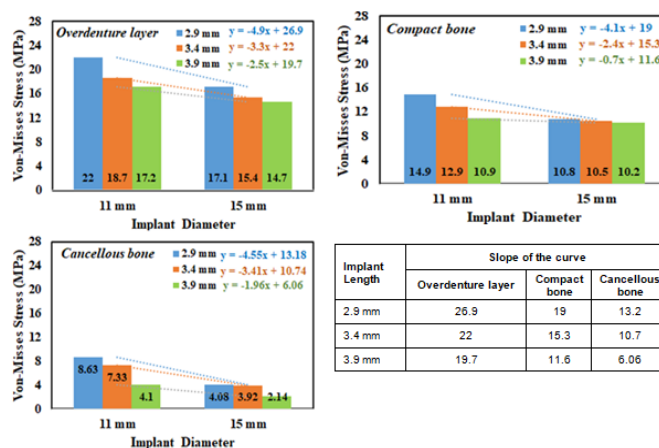 Overdenture layer
2.9 mm y = -4.9x + 26.9
3.4 mm y = -3.3x + 22
3.9 mm y = -2.5x + 19.7
Von-Misses Stress (MPa)
28
24
20
16
12
8
4
0
22 18.7 17.2 17.1 15.4 14.7
11 mm 15 mm
Implant Diameter
Compact bone
2.9 mm y = -4.1x + 19
3.4 mm y = -2.4x + 15.3
3.9 mm y = -0.7x + 11.6
Von-Misses Stress (MPa)
28
24
20
16
12
8
4
0
14.9 12.9 10.9 10.8 10.5 10.2
11 mm 15 mm
Implant Diameter
Cancellous bone
2.9 mm y = -4.55x + 13.18
3.4 mm y = -3.41x + 10.74
3.9 mm y = -1.96x + 6.06
Von-Misses Stress (MPa)
28
24
20
16
12
8
4
0
8.63 7.33 4.1 4.08 3.92 2.14
11 mm 15 mm
Implant Diameter
Implant Length
Slope of the curve
Overdenture layer Compact bone Cancellous bone
2.9 mm 26.9 19 13.2
3.4 mm 22 15.3 10.7
3.9 mm 19.7 11.6 6.06